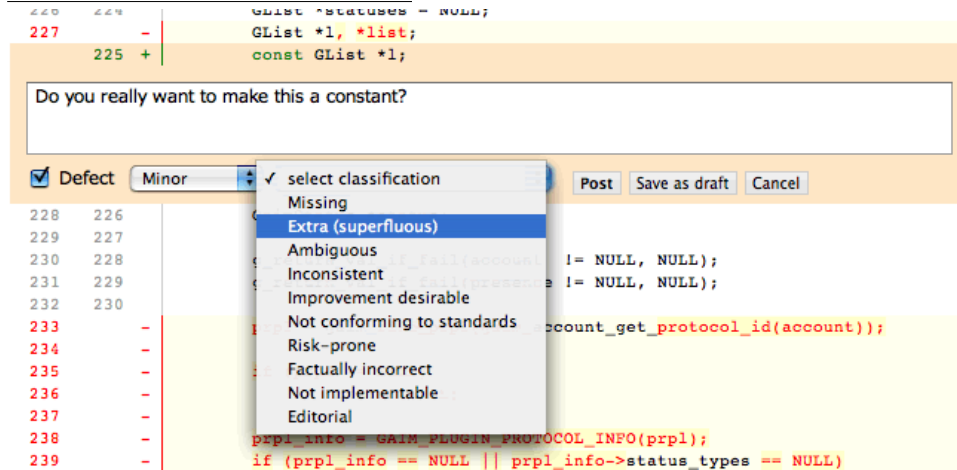 226 224 GList *statuses = NULL;
227 - GList *l, *list;
225 + const GList *l;
Do you really want to make this a constant?
Defect Minor ✓ select classification Post Save as draft Cancel
Missing
228 226
Extra (superfluous)
229 227
Ambiguous
230 228 != NULL, NULL);
Inconsistent
231 229 != NULL, NULL);
Improvement desirable
232 230
Not conforming to standards
233 - account_get_protocol_id(account));
Risk-prone
234 -
Factually incorrect
235 -
Not implementable
236 -
Editorial
237 -
238 - prpl_info = GAIM_PLUGIN_PROTOCOL_INFO(prpl);
239 - if (prpl_info == NULL || prpl_info->status_types == NULL)